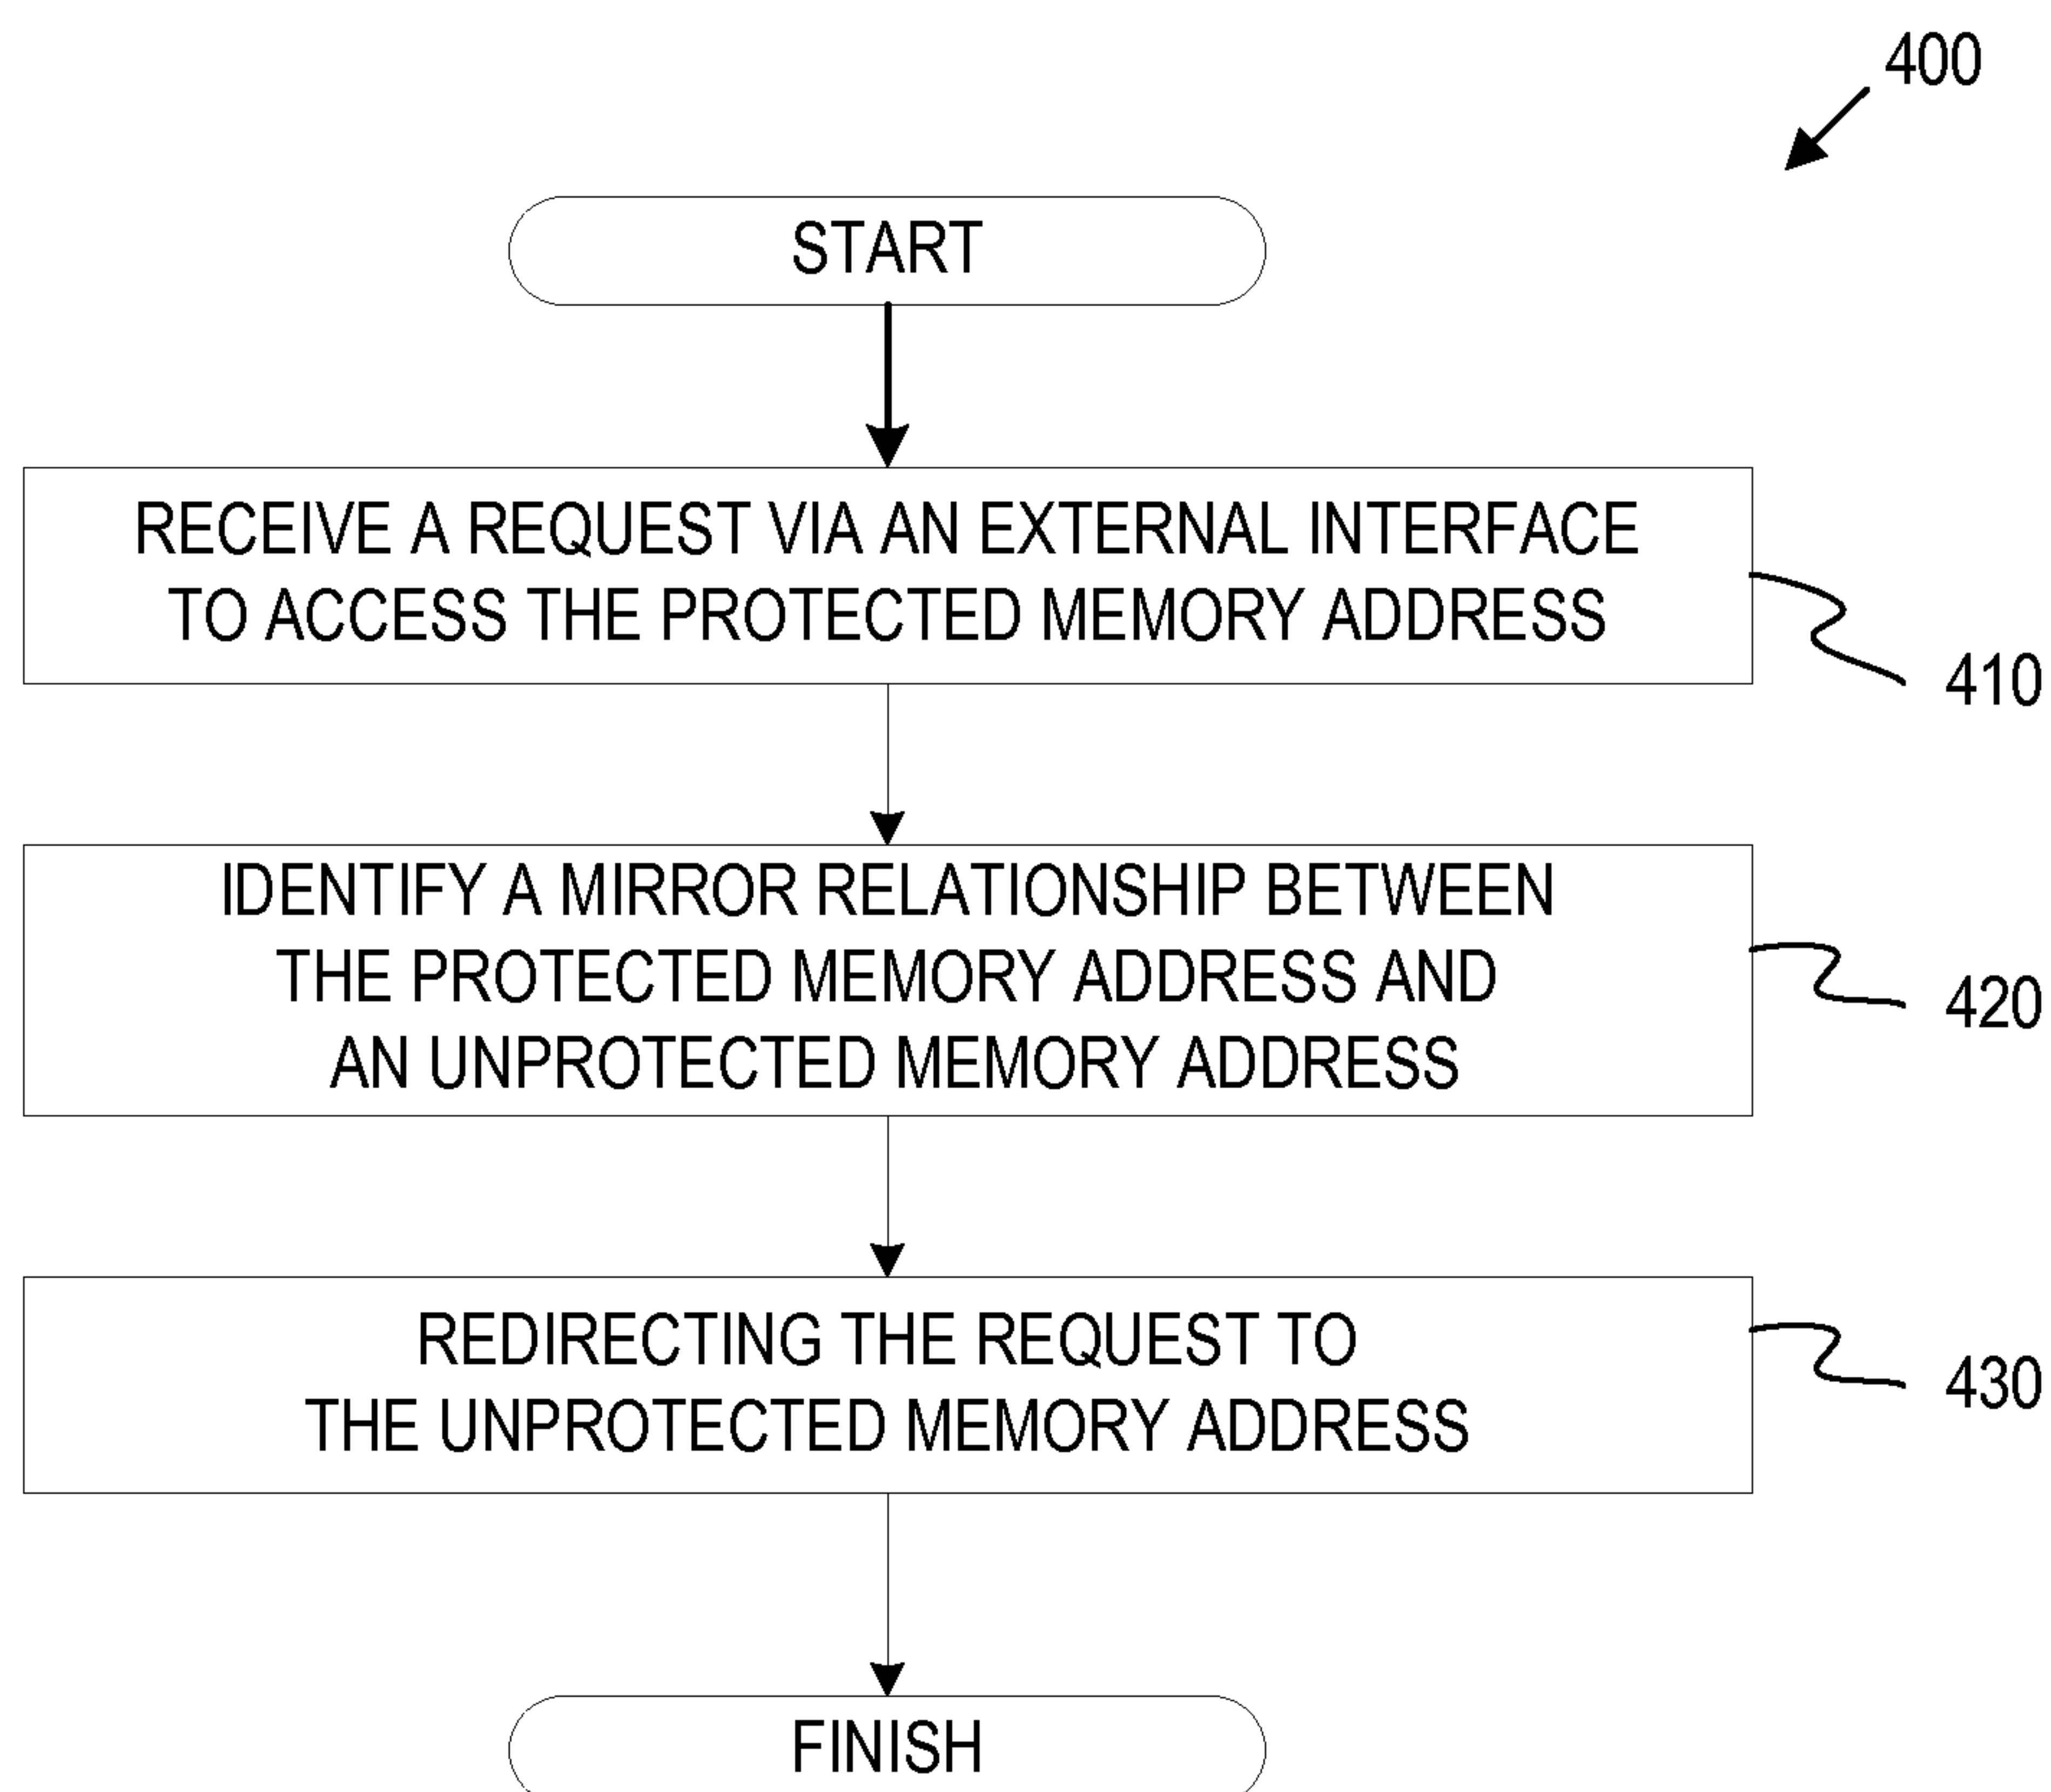 400
START
RECEIVE A REQUEST VIA AN EXTERNAL INTERFACE
TO ACCESS THE PROTECTED MEMORY ADDRESS
410
IDENTIFY A MIRROR RELATIONSHIP BETWEEN
THE PROTECTED MEMORY ADDRESS AND
AN UNPROTECTED MEMORY ADDRESS
420
REDIRECTING THE REQUEST TO
THE UNPROTECTED MEMORY ADDRESS
430
FINISH